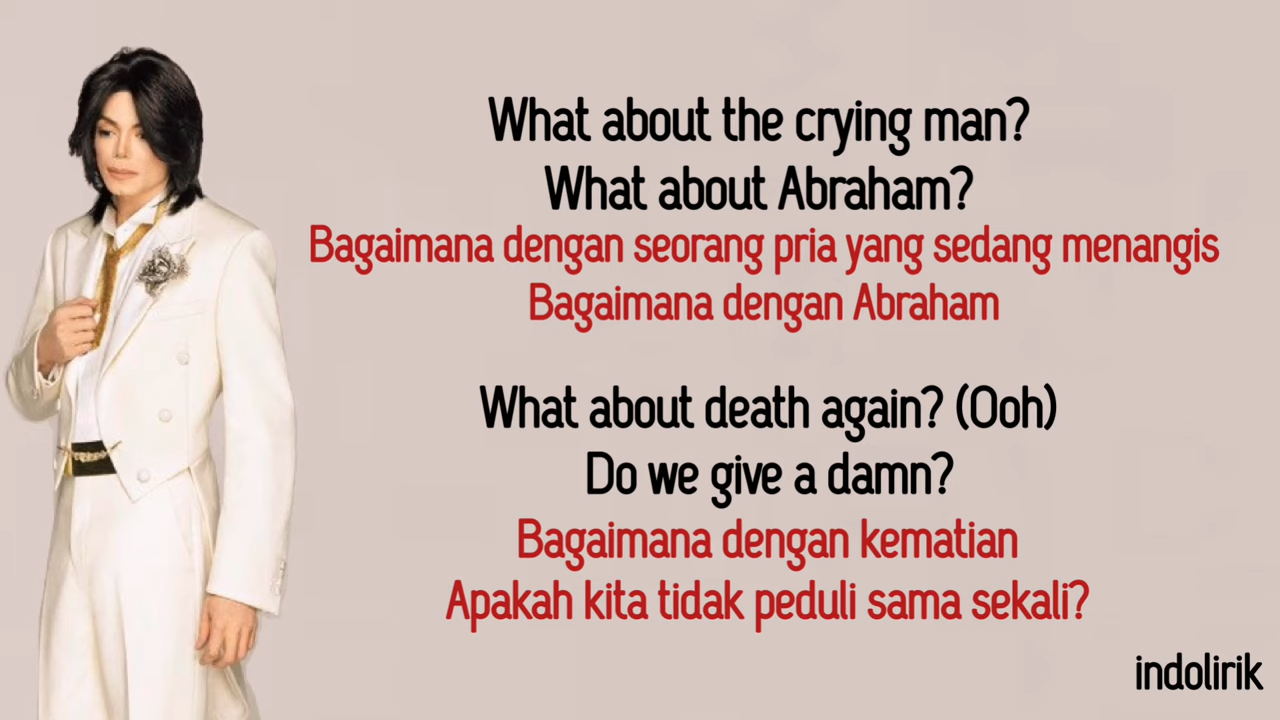 What about the crying man?
What about Abraham?
Bagaimana dengan seorang pria yang sedang menangis
Bagaimana dengan Abraham
What about death again? (Ooh)
Do we give a damn?
Bagaimana dengan kematian
Apakah kita tidak peduli sama sekali?
indolirik